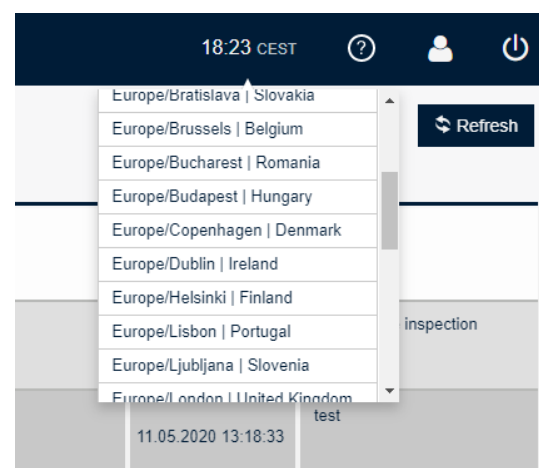 18:23 CEST
Europe/Bratislava | Slovakia
Europe/Brussels | Belgium
Refresh
Europe/Bucharest | Romania
Europe/Budapest | Hungary
Europe/Copenhagen | Denmark
Europe/Dublin | Ireland
Europe/Helsinki | Finland
Europe/Lisbon | Portugal
inspection
Europe/Ljubljana | Slovenia
Europe/London | United Kingdom
test
11.05.2020 13:18:33